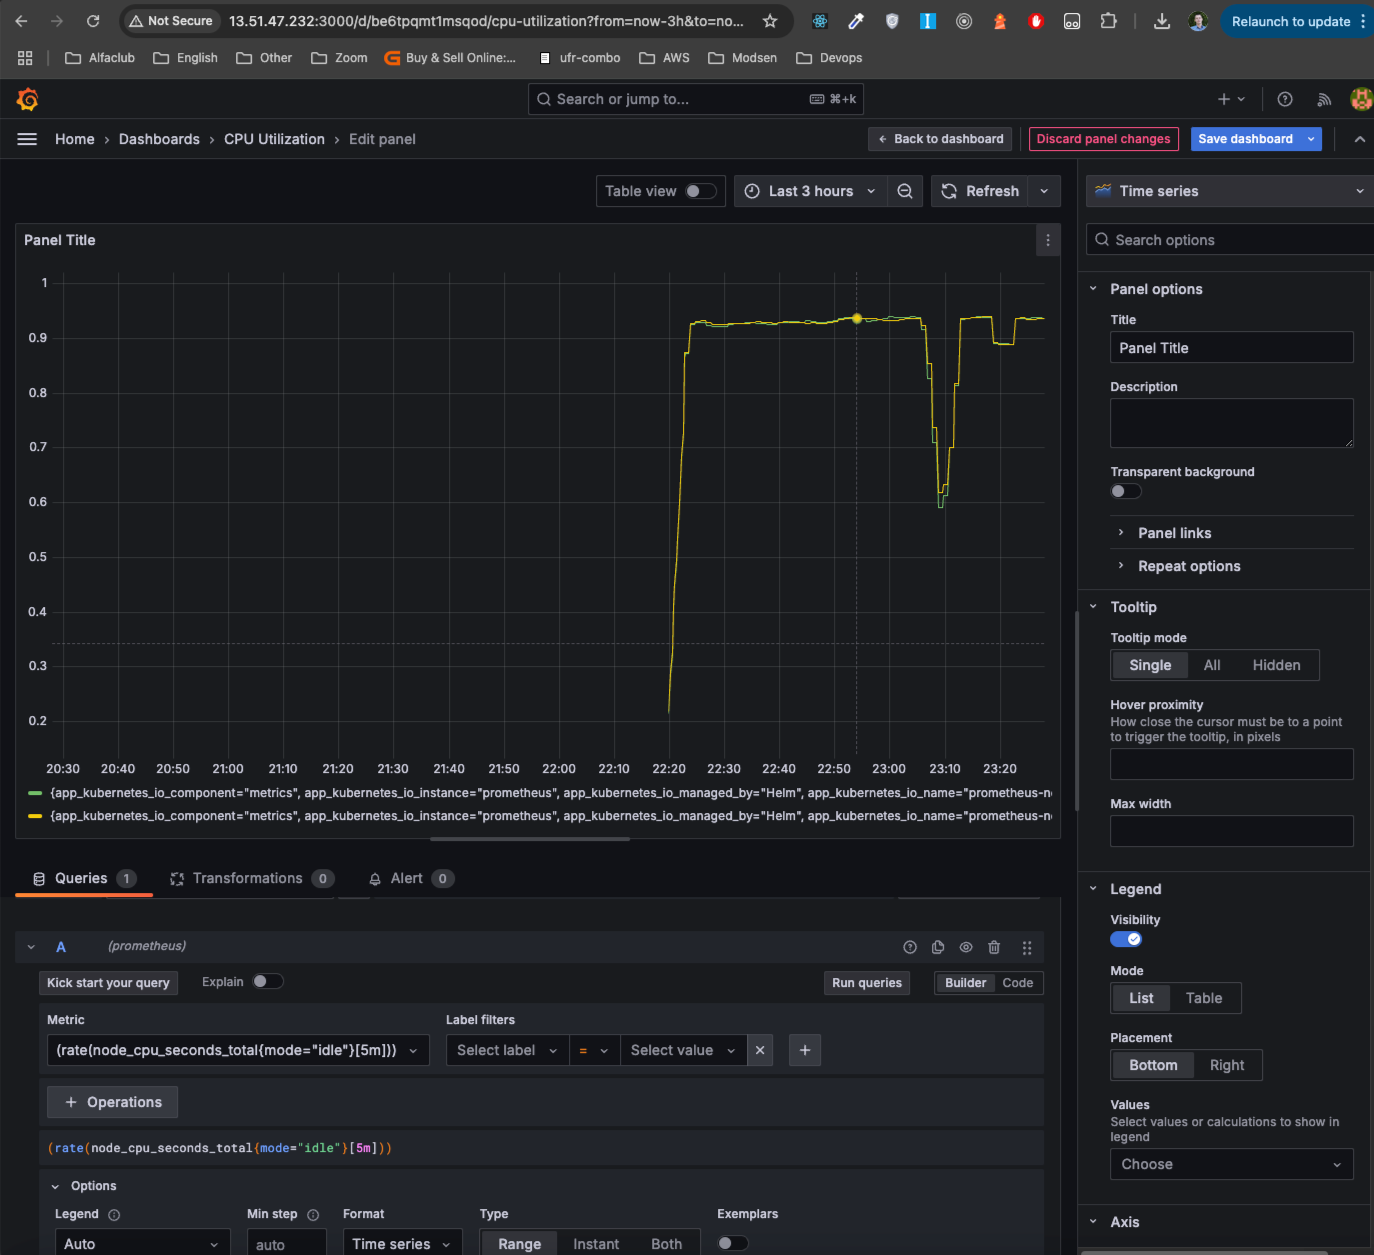 Not Secure 13.51.47.232:3000/d/be6tpqmt1msqod/cpu-utilization?from=now-3h&to=no... Relaunch to update
Alfaclub English Other Zoom Buy & Sell Online:... ufr-combo AWS Modsen Devops
Search or jump to... ⌘+k
Home › Dashboards › CPU Utilization › Edit panel ← Back to dashboard Discard panel changes Save dashboard
Table view Last 3 hours Refresh Time series
Panel Title
Search options
1
0.9
0.8
0.7
0.6
0.5
0.4
0.3
0.2
20:30 20:40 20:50 21:00 21:10 21:20 21:30 21:40 21:50 22:00 22:10 22:20 22:30 22:40 22:50 23:00 23:10 23:20
{app_kubernetes_io_component="metrics", app_kubernetes_io_instance="prometheus", app_kubernetes_io_managed_by="Helm", app_kubernetes_io_name="prometheus-n
{app_kubernetes_io_component="metrics", app_kubernetes_io_instance="prometheus", app_kubernetes_io_managed_by="Helm", app_kubernetes_io_name="prometheus-n
Queries 1 Transformations 0 Alert 0
A (prometheus)
Kick start your query Explain Run queries Builder Code
Metric Label filters
(rate(node_cpu_seconds_total{mode="idle"}[5m])) Select label = Select value × +
+ Operations
(rate(node_cpu_seconds_total{mode="idle"}[5m]))
Options
Legend Min step Format Type Exemplars
Auto auto Time series Range Instant Both
Panel options
Title
Panel Title
Description
Transparent background
Panel links
Repeat options
Tooltip
Tooltip mode
Single All Hidden
Hover proximity
How close the cursor must be to a point
to trigger the tooltip, in pixels
Max width
Legend
Visibility
Mode
List Table
Placement
Bottom Right
Values
Select values or calculations to show in
legend
Choose
Axis